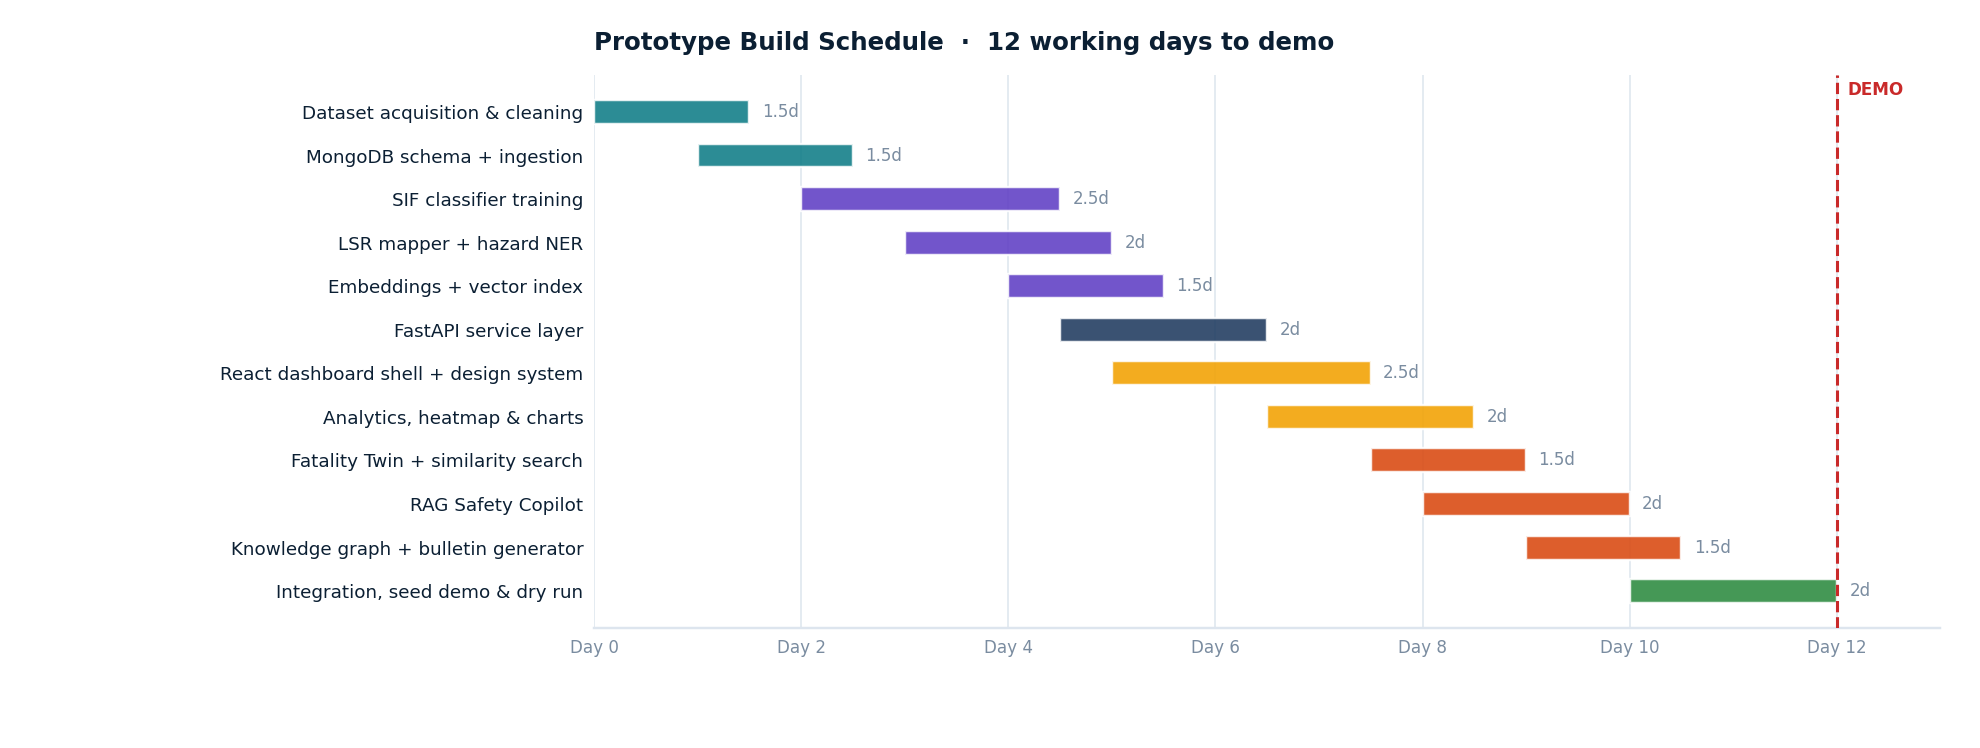 Prototype Build Schedule · 12 working days to demo
DEMO
Dataset acquisition & cleaning 1.5d
MongoDB schema + ingestion 1.5d
SIF classifier training 2.5d
LSR mapper + hazard NER 2d
Embeddings + vector index 1.5d
FastAPI service layer 2d
React dashboard shell + design system 2.5d
Analytics, heatmap & charts 2d
Fatality Twin + similarity search 1.5d
RAG Safety Copilot 2d
Knowledge graph + bulletin generator 1.5d
Integration, seed demo & dry run 2d
Day 0 Day 2 Day 4 Day 6 Day 8 Day 10 Day 12